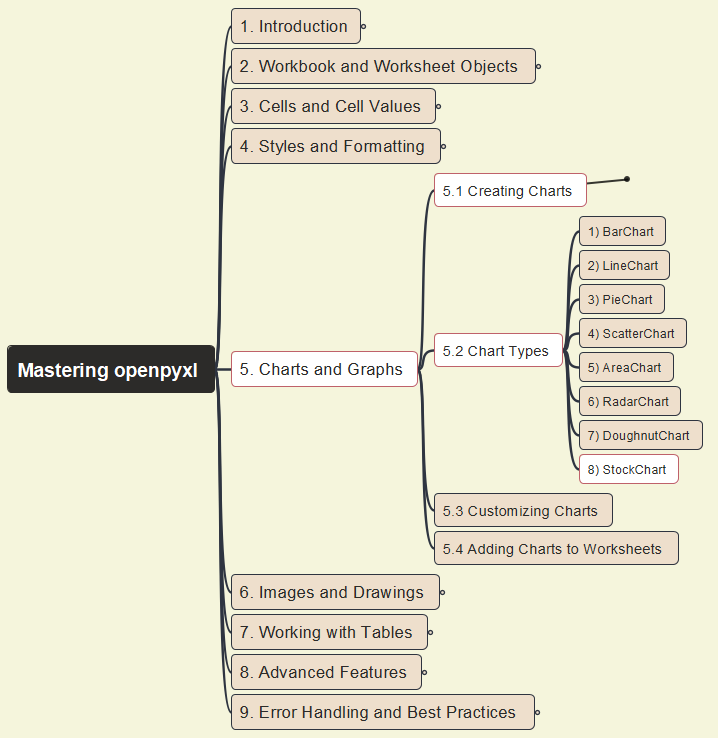 1. Introduction
2. Workbook and Worksheet Objects
3. Cells and Cell Values
4. Styles and Formatting
5.1 Creating Charts
1) BarChart
2) LineChart
3) PieChart
4) ScatterChart
5.2 Chart Types
5) AreaChart
Mastering openpyxl
5. Charts and Graphs
6) RadarChart
7) DoughnutChart
8) StockChart
5.3 Customizing Charts
5.4 Adding Charts to Worksheets
6. Images and Drawings
7. Working with Tables
8. Advanced Features
9. Error Handling and Best Practices